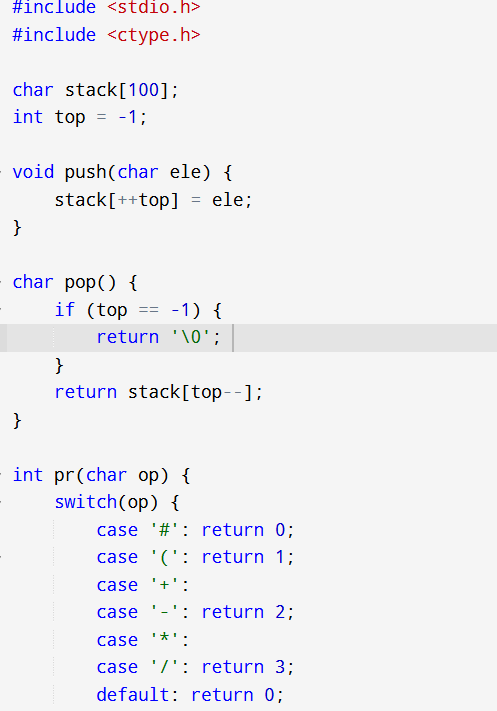 #include <stdio.h>
#include <ctype.h>
char stack[100];
int top = -1;
void push(char ele) {
    stack[++top] = ele;
}
char pop() {
    if (top == -1) {
        return '\0';
    }
    return stack[top--];
}
int pr(char op) {
    switch(op) {
        case '#': return 0;
        case '(': return 1;
        case '+':
        case '-': return 2;
        case '*':
        case '/': return 3;
        default: return 0;